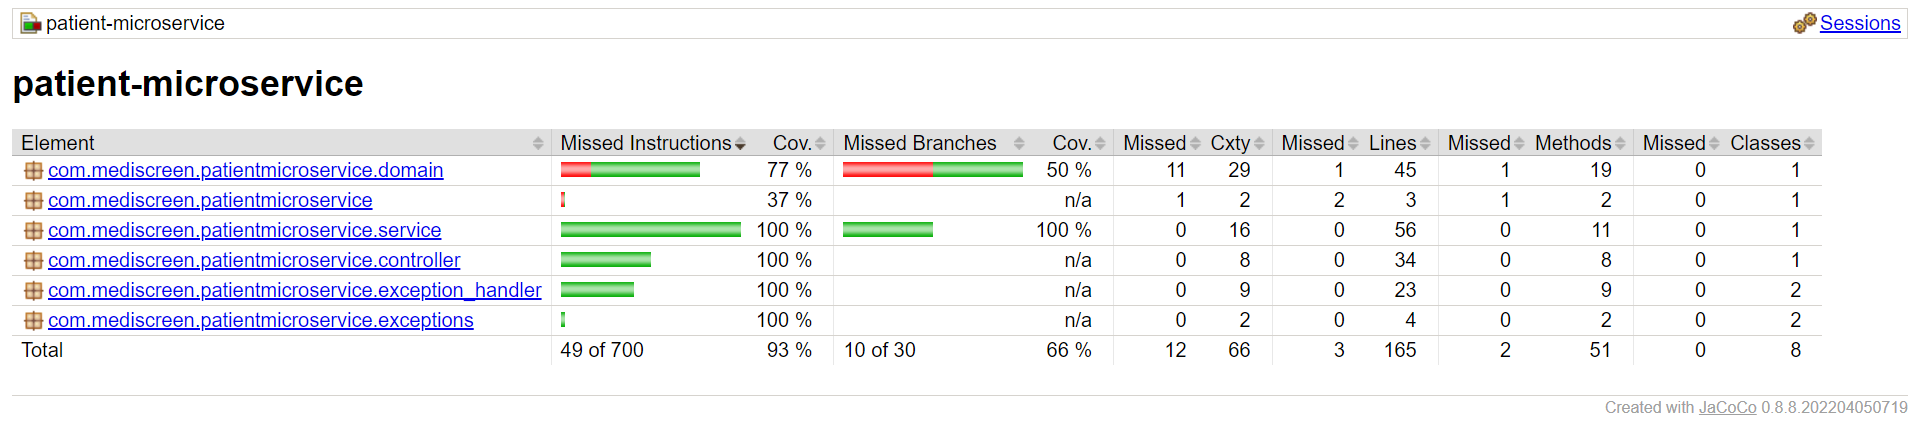 patient-microservice Sessions
patient-microservice
Element Missed Instructions Cov. Missed Branches Cov. Missed Cxty Missed Lines Missed Methods Missed Classes
com.mediscreen.patientmicroservice.domain 77 % 50 % 11 29 1 45 1 19 0 1
com.mediscreen.patientmicroservice 37 % n/a 1 2 2 3 1 2 0 1
com.mediscreen.patientmicroservice.service 100 % 100 % 0 16 0 56 0 11 0 1
com.mediscreen.patientmicroservice.controller 100 % n/a 0 8 0 34 0 8 0 1
com.mediscreen.patientmicroservice.exception_handler 100 % n/a 0 9 0 23 0 9 0 2
com.mediscreen.patientmicroservice.exceptions 100 % n/a 0 2 0 4 0 2 0 2
Total 49 of 700 93 % 10 of 30 66 % 12 66 3 165 2 51 0 8
Created with JaCoCo 0.8.8.202204050719